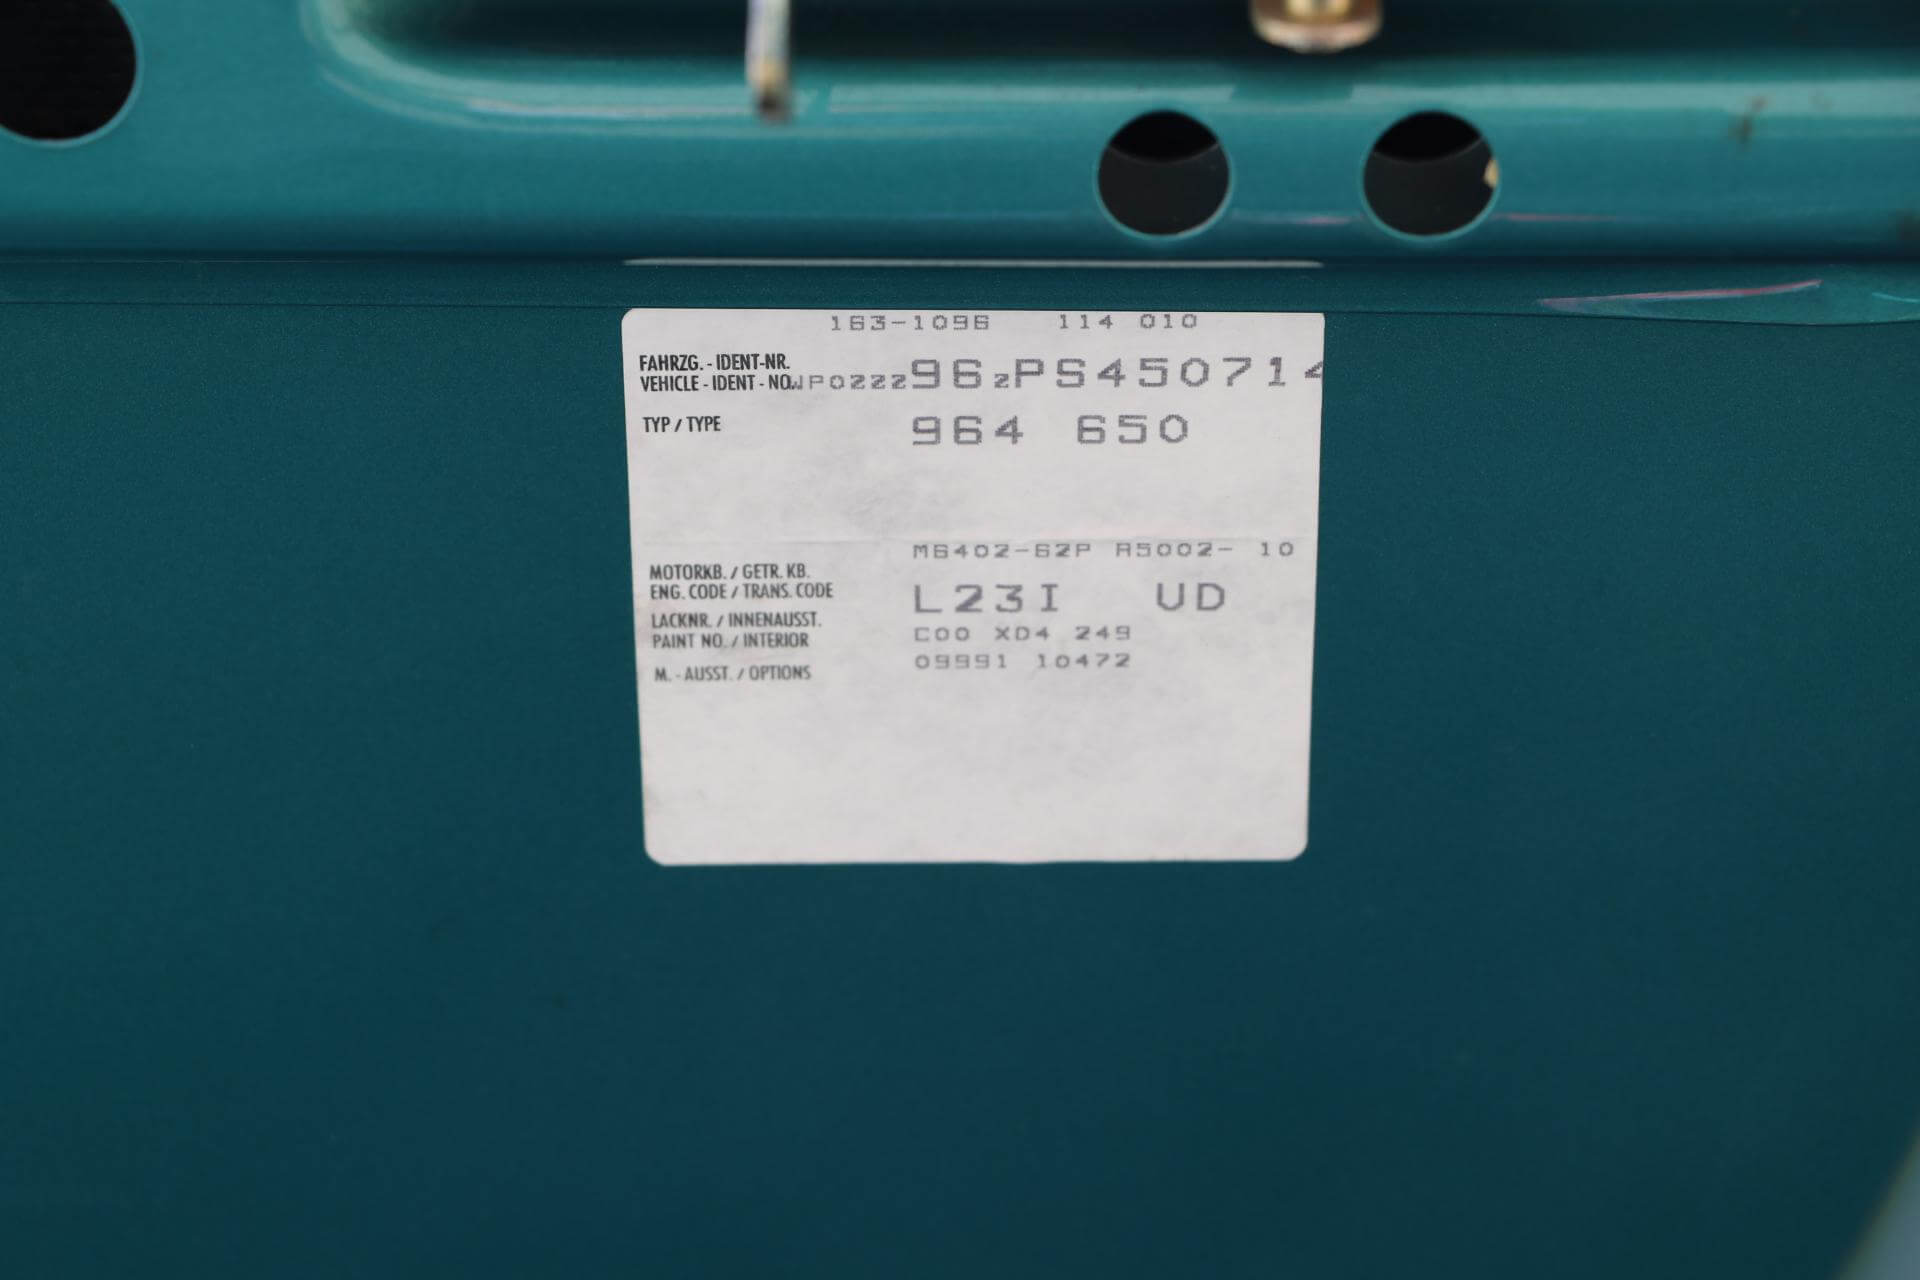 163-1096 114 010
FAHRZG. - IDENT-NR.
VEHICLE - IDENT - NO. WP0ZZZ96ZPS450714
TYP / TYPE 964 650
M6402-62P A5002- 10
MOTORKB. / GETR. KB.
ENG. CODE / TRANS. CODE L23I UD
LACKNR. / INNENAUSST.
PAINT NO. / INTERIOR C00 XD4 249
M. - AUSST. / OPTIONS 09991 10472